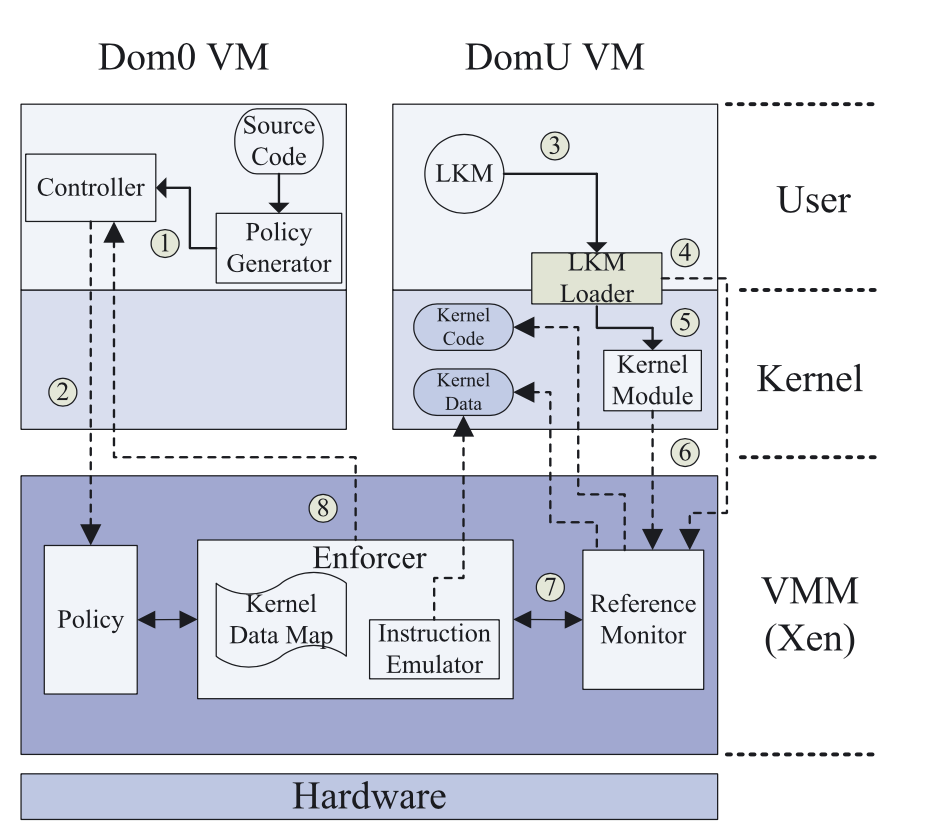 Dom0 VM
DomU VM
Source
Code
Controller
Policy
Generator
1
2
LKM
3
LKM
Loader
4
5
Kernel
Code
Kernel
Data
Kernel
Module
6
User
Kernel
8
Policy
Enforcer
Kernel
Data Map
Instruction
Emulator
7
Reference
Monitor
VMM
(Xen)
Hardware